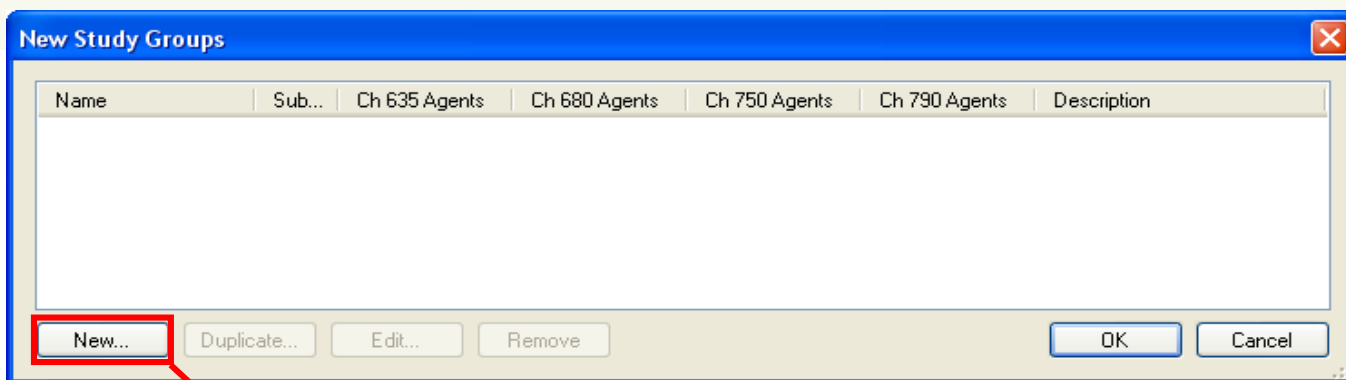 New Study Groups
Name Sub... Ch 635 Agents Ch 680 Agents Ch 750 Agents Ch 790 Agents Description
New... Duplicate... Edit... Remove OK Cancel